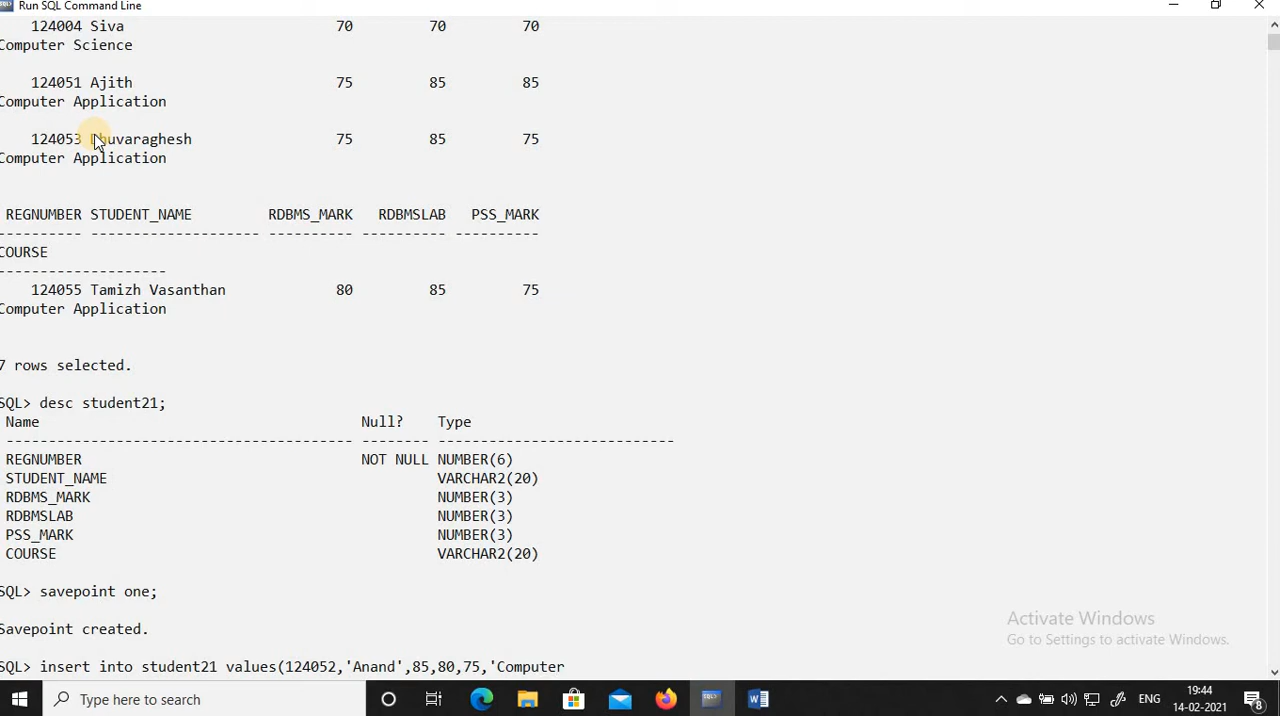 Run SQL Command Line
124004 Siva 70 70 70
Computer Science
124051 Ajith 75 85 85
Computer Application
124053 Bhuvaraghesh 75 85 75
Computer Application
REGNUMBER STUDENT_NAME RDBMS_MARK RDBMSLAB PSS_MARK
---------- -------------------- ---------- ---------- ----------
COURSE
--------------------
124055 Tamizh Vasanthan 80 85 75
Computer Application
7 rows selected.
SQL> desc student21;
Name Null? Type
----------------------------------------- -------- ----------------------------
REGNUMBER NOT NULL NUMBER(6)
STUDENT_NAME VARCHAR2(20)
RDBMS_MARK NUMBER(3)
RDBMSLAB NUMBER(3)
PSS_MARK NUMBER(3)
COURSE VARCHAR2(20)
SQL> savepoint one;
Savepoint created.
Activate Windows
Go to Settings to activate Windows.
SQL> insert into student21 values(124052,'Anand',85,80,75,'Computer
Type here to search
ENG
19:44
14-02-2021
8